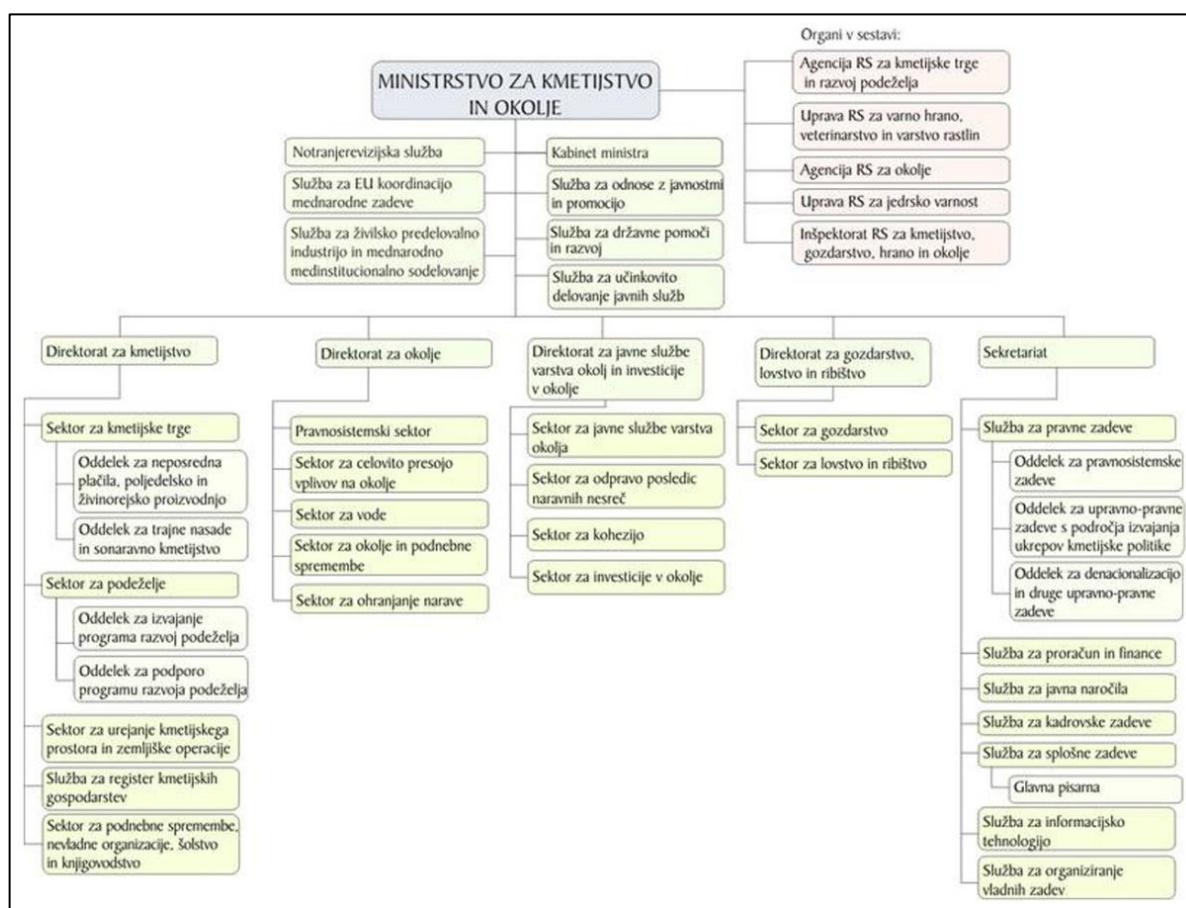 Organi v sestavi:
MINISTRSTVO ZA KMETIJSTVO
IN OKOLJE
Agencija RS za kmetijske trge
in razvoj podeželja
Uprava RS za varno hrano,
veterinarstvo in varstvo rastlin
Agencija RS za okolje
Uprava RS za jedrsko varnost
Inšpektorat RS za kmetijstvo,
gozdarstvo, hrano in okolje
Notranjerevizijska služba
Služba za EU koordinacijo
mednarodne zadeve
Služba za živilsko predelovalno
industrijo in mednarodno
medinstitucionalno sodelovanje
Kabinet ministra
Služba za odnose z javnostmi
in promocijo
Služba za državne pomoči
in razvoj
Služba za učinkovito
delovanje javnih služb
Direktorat za kmetijstvo
Sektor za kmetijske trge
Oddelek za neposredna
plačila, poljedelsko in
živinorejsko proizvodnjo
Oddelek za trajne nasade
in sonaravno kmetijstvo
Sektor za podeželje
Oddelek za izvajanje
programa razvoj podeželja
Oddelek za podporo
programu razvoja podeželja
Sektor za urejanje kmetijskega
prostora in zemljiške operacije
Služba za register kmetijskih
gospodarstev
Sektor za podnebne spremembe,
nevladne organizacije, šolstvo
in knjigovodstvo
Direktorat za okolje
Pravnosistemski sektor
Sektor za celovito presojo
vplivov na okolje
Sektor za vode
Sektor za okolje in podnebne
spremembe
Sektor za ohranjanje narave
Direktorat za javne službe
varstva okolj in investicije
v okolje
Sektor za javne službe varstva
okolja
Sektor za odpravo posledic
naravnih nesreč
Sektor za kohezijo
Sektor za investicije v okolje
Direktorat za gozdarstvo,
lovstvo in ribištvo
Sektor za gozdarstvo
Sektor za lovstvo in ribištvo
Sekretariat
Služba za pravne zadeve
Oddelek za pravnosistemske
zadeve
Oddelek za upravno-pravne
zadeve s področja izvajanja
ukrepov kmetijske politike
Oddelek za denacionalizacijo
in druge upravno-pravne
zadeve
Služba za proračun in finance
Služba za javna naročila
Služba za kadrovske zadeve
Služba za splošne zadeve
Glavna pisarna
Služba za informacijsko
tehnologijo
Služba za organiziranje
vladnih zadev